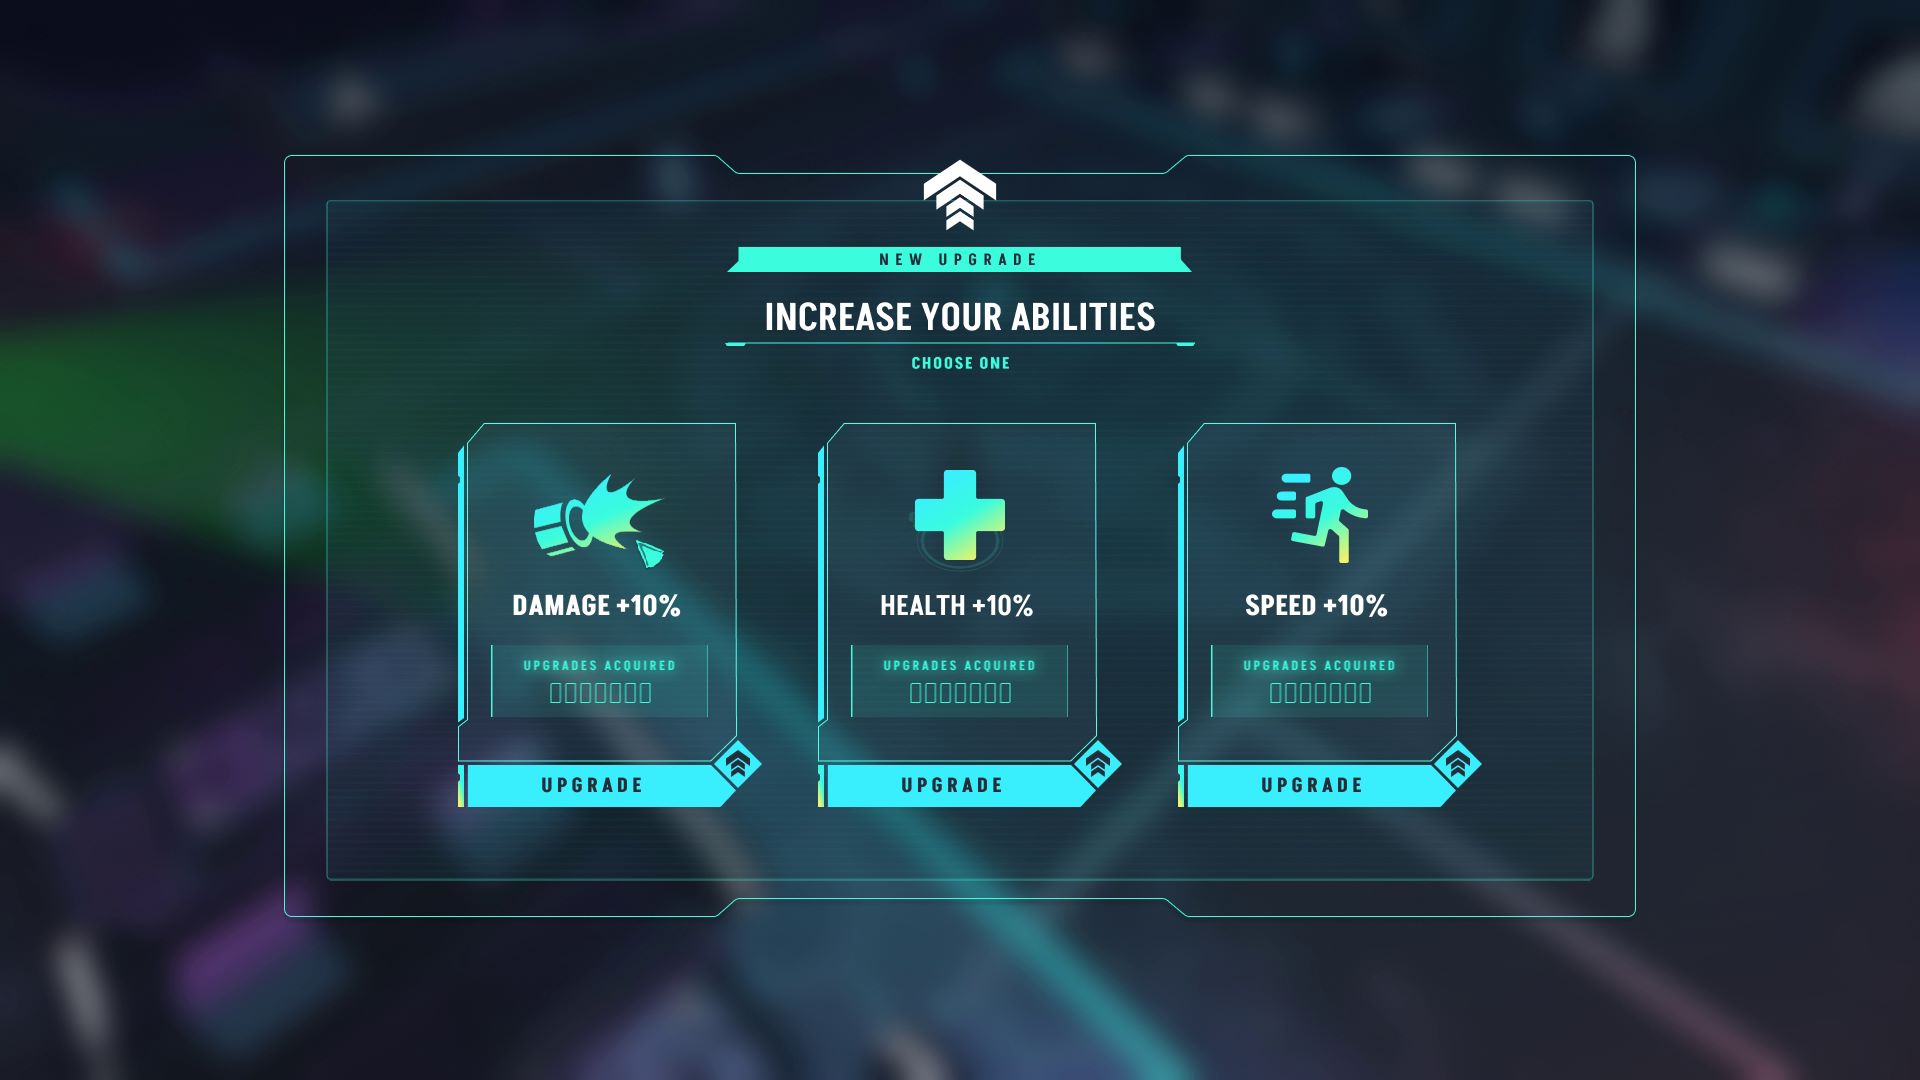 NEW UPGRADE
INCREASE YOUR ABILITIES
CHOOSE ONE
DAMAGE +10%
HEALTH +10%
SPEED +10%
UPGRADES ACQUIRED
UPGRADES ACQUIRED
UPGRADES ACQUIRED
UPGRADE
UPGRADE
UPGRADE